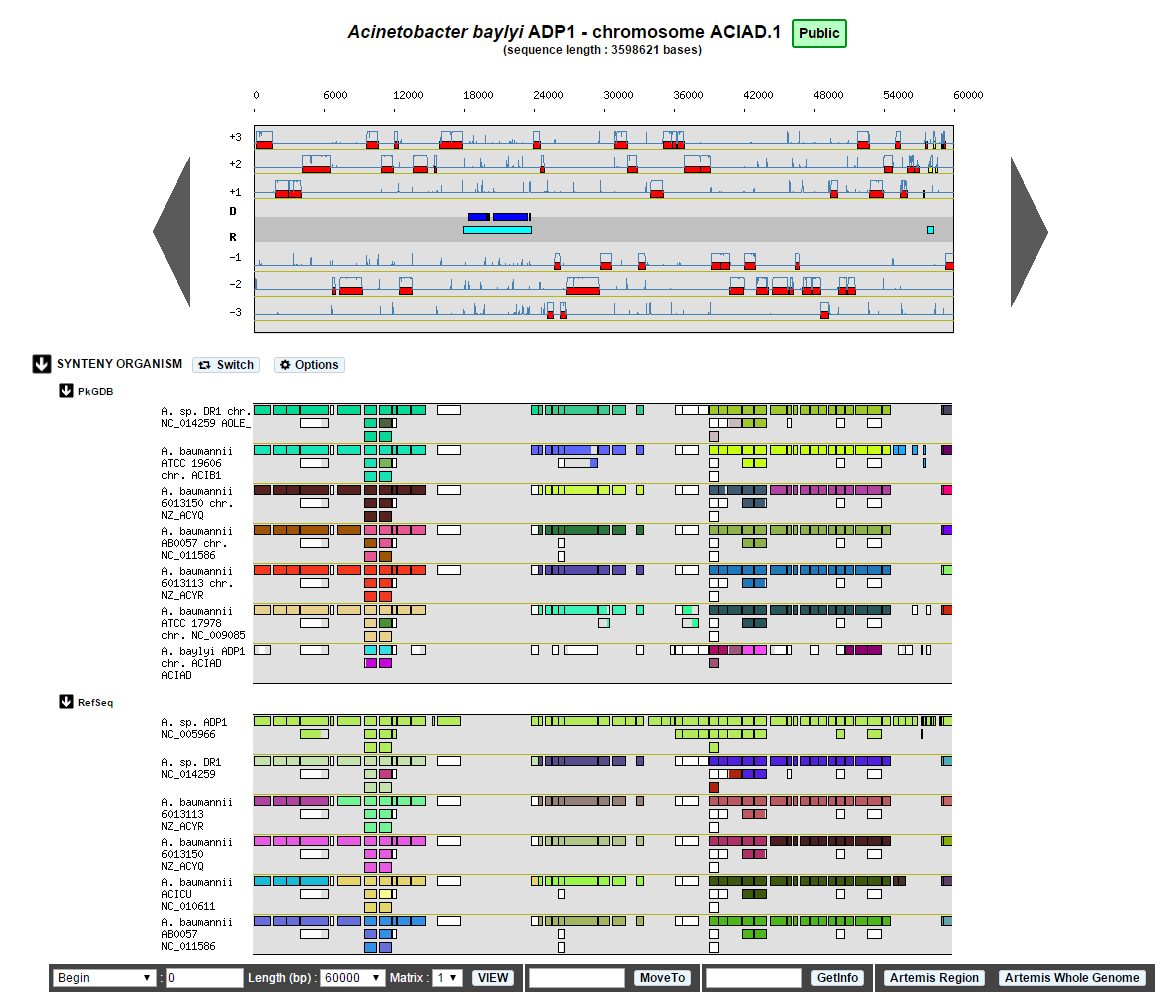 Acinetobacter baylyi ADP1 - chromosome ACIAD.1 Public
(sequence length : 3598621 bases)
0 6000 12000 18000 24000 30000 36000 42000 48000 54000 60000
+3
+2
+1
D
R
-1
-2
-3
SYNTENY ORGANISM Switch Options
PkGDB
A. sp. DR1 chr.
NC_014259 AOLE_
A. baumannii
ATCC 19606
chr. ACIB1
A. baumannii
6013150 chr.
NZ_ACYQ
A. baumannii
AB0057 chr.
NC_011586
A. baumannii
6013113 chr.
NZ_ACYR
A. baumannii
ATCC 17978
chr. NC_009085
A. baylyi ADP1
chr. ACIAD
ACIAD
RefSeq
A. sp. ADP1
NC_005966
A. sp. DR1
NC_014259
A. baumannii
6013113
NZ_ACYR
A. baumannii
6013150
NZ_ACYQ
A. baumannii
ACICU
NC_010611
A. baumannii
AB0057
NC_011586
Begin : 0 Length (bp) : 60000 Matrix : 1 VIEW MoveTo GetInfo Artemis Region Artemis Whole Genome